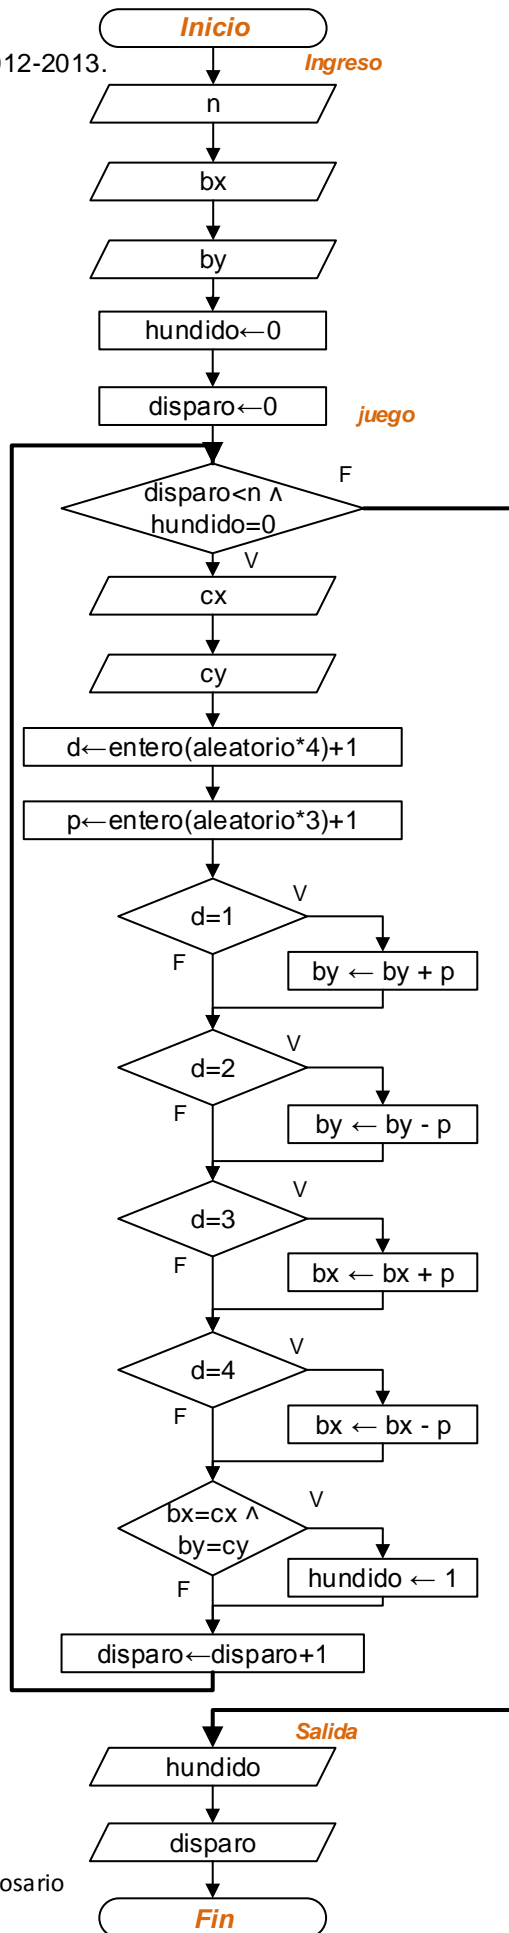 Inicio
012-2013.
Ingreso
n
bx
by
hundido←0
disparo←0
juego
F
disparo<n ∧
hundido=0
V
cx
cy
d←entero(aleatorio*4)+1
p←entero(aleatorio*3)+1
V
d=1
F
by ← by + p
V
d=2
F
by ← by - p
V
d=3
F
bx ← bx + p
V
d=4
F
bx ← bx - p
V
bx=cx ∧
by=cy
F
hundido ← 1
disparo←disparo+1
Salida
hundido
disparo
osario
Fin